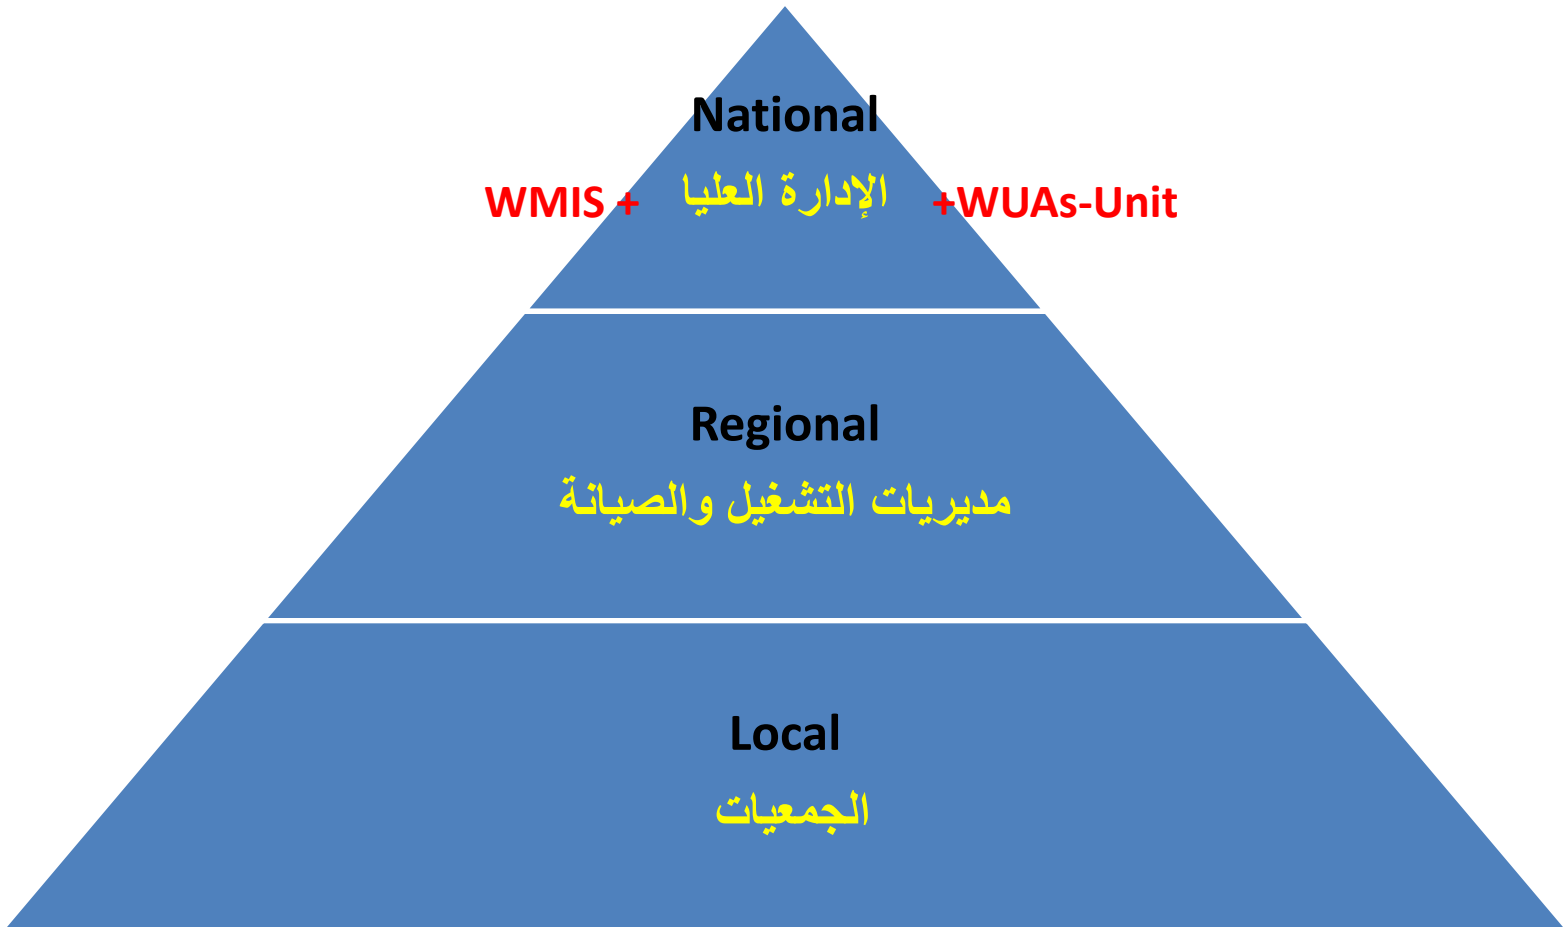 National
WMIS + الإدارة العليا +WUAs-Unit
Regional
مديريات التشغيل والصيانة
Local
الجمعيات